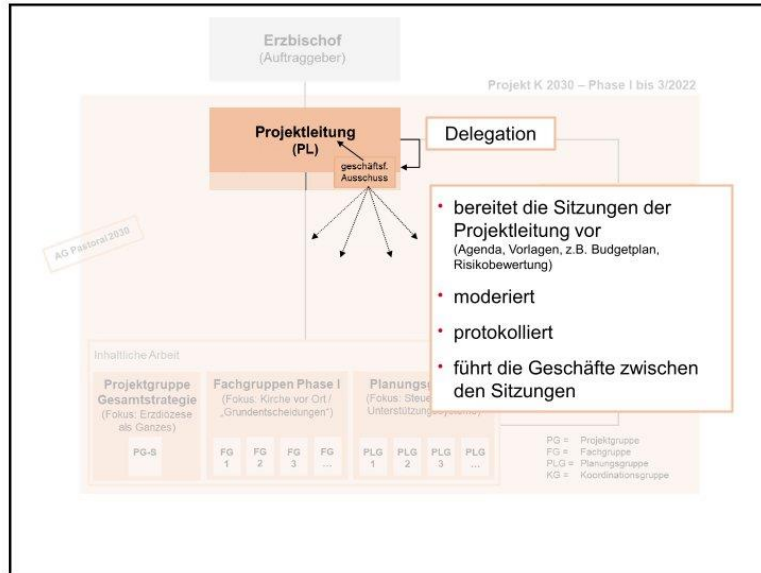 Erzbischof
(Auftraggeber)
Projekt K 2030 – Phase I bis 3/2022
Projektleitung
(PL)
geschäftsf.
Ausschuss
Delegation
• bereitet die Sitzungen der
Projektleitung vor
(Agenda, Vorlagen, z.B. Budgetplan,
Risikobewertung)
• moderiert
• protokolliert
• führt die Geschäfte zwischen
den Sitzungen
AG Pastoral 2030
Inhaltliche Arbeit
Projektgruppe
Gesamtstrategie
(Fokus: Erzdiözese
als Ganzes)
PG-S
Fachgruppen Phase I
(Fokus: Kirche vor Ort /
„Grundentscheidungen“)
FG
1
FG
2
FG
3
FG
...
(Fokus:
PLG
1
PLG
2
PLG
3
PLG
...
PG = Projektgruppe
FG = Fachgruppe
PLG = Planungsgruppe
KG = Koordinationsgruppe